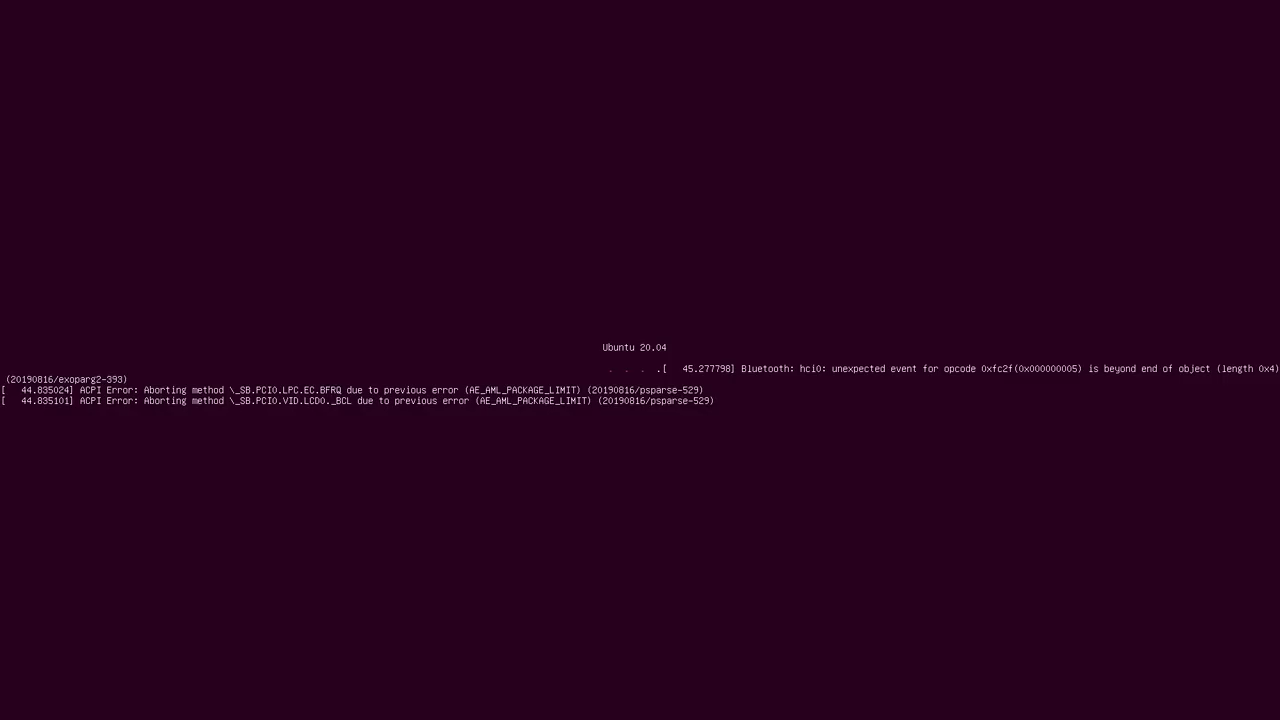 Ubuntu 20.04
. . . .[   45.277798] Bluetooth: hci0: unexpected event for opcode 0xfc2f(0x000000005) is beyond end of object (length 0x4)
(20190816/exoparg2-393)
[   44.835024] ACPI Error: Aborting method \_SB.PCI0.LPC.EC.BFRQ due to previous error (AE_AML_PACKAGE_LIMIT) (20190816/psparse-529)
[   44.835101] ACPI Error: Aborting method \_SB.PCI0.VID.LCD0._BCL due to previous error (AE_AML_PACKAGE_LIMIT) (20190816/psparse-529)